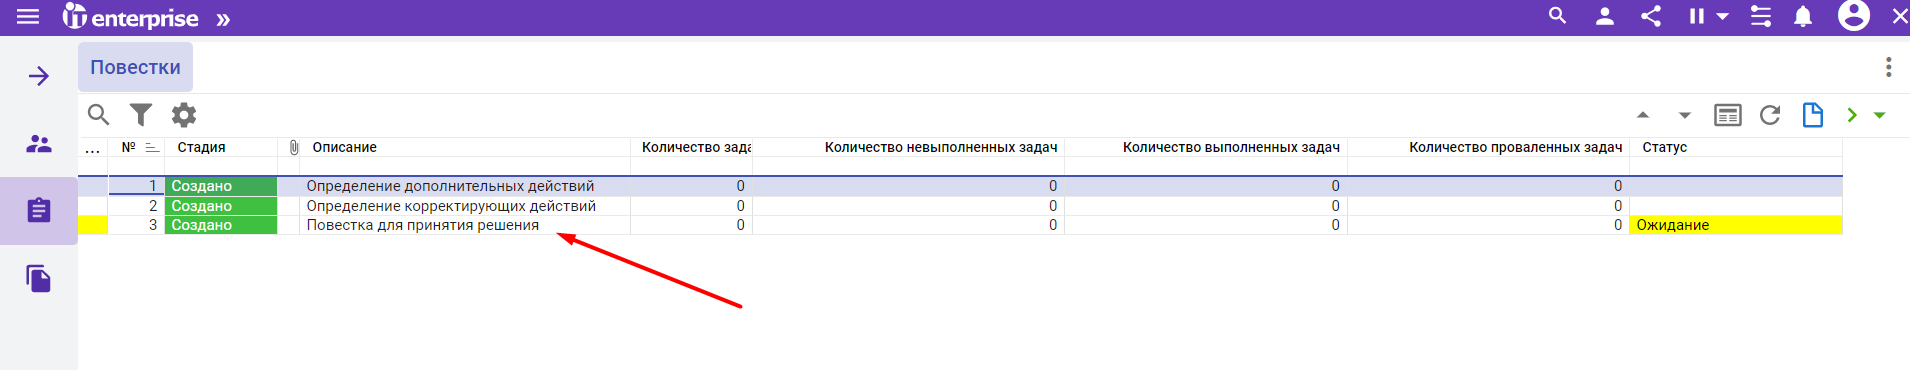 it enterprise »
Повестки
... № Стадия Описание Количество зада Количество невыполненных задач Количество выполненных задач Количество проваленных задач Статус
1 Создано Определение дополнительных действий 0 0 0 0
2 Создано Определение корректирующих действий 0 0 0 0
3 Создано Повестка для принятия решения 0 0 0 0 Ожидание